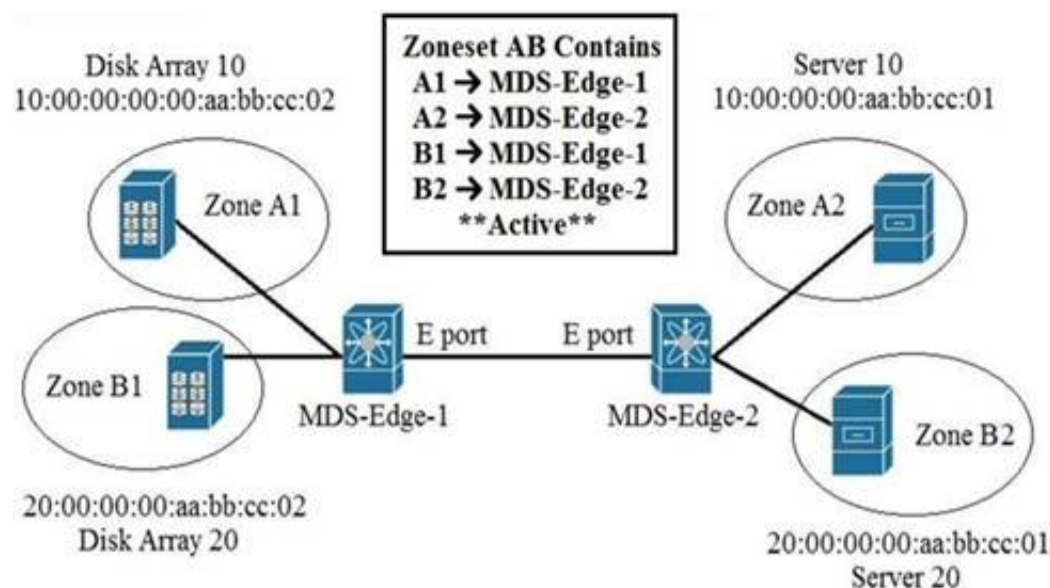 Zoneset AB Contains
A1 → MDS-Edge-1
A2 → MDS-Edge-2
B1 → MDS-Edge-1
B2 → MDS-Edge-2
**Active**
Disk Array 10
10:00:00:00:00:aa:bb:cc:02
Server 10
10:00:00:00:00:aa:bb:cc:01
Zone A1
Zone A2
E port
E port
Zone B1
MDS-Edge-1
MDS-Edge-2
Zone B2
20:00:00:00:aa:bb:cc:02
Disk Array 20
20:00:00:00:aa:bb:cc:01
Server 20